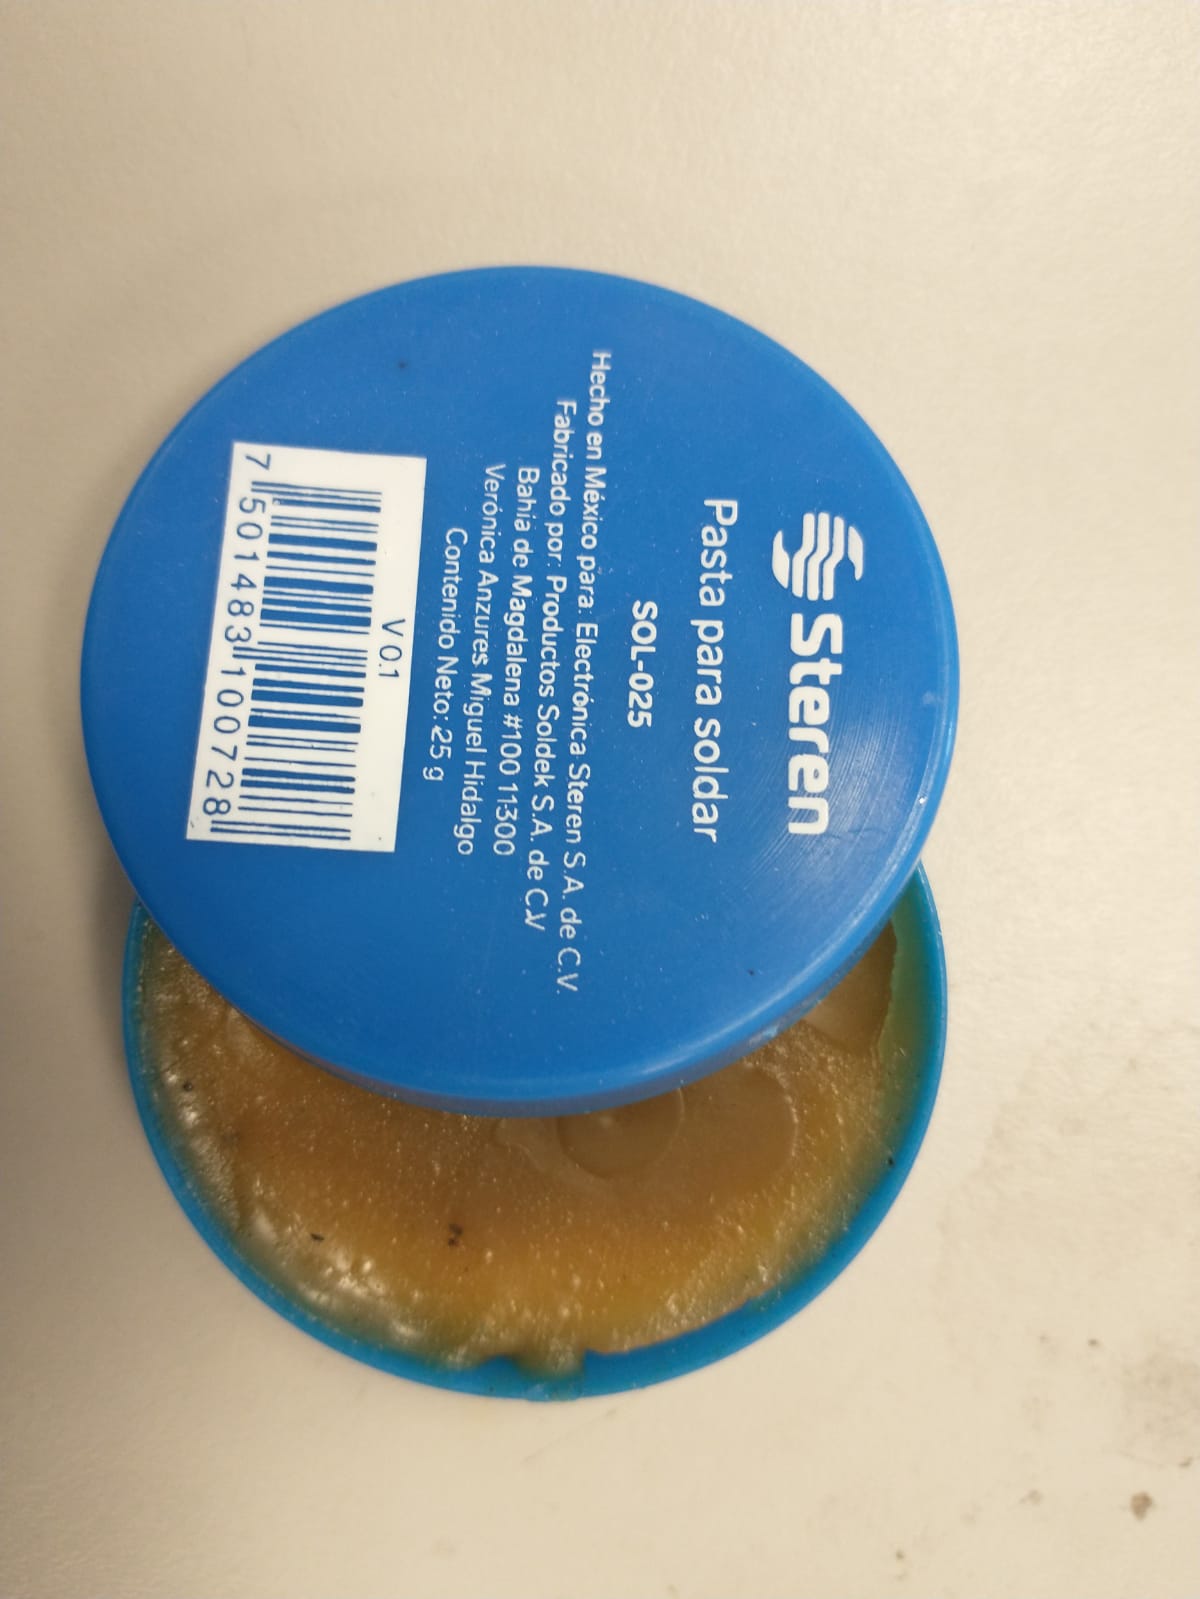 Steren
Pasta para soldar
SOL-025
Hecho en México para: Electrónica Steren S.A. de C.V.
Fabricado por: Productos Soldek S.A. de C.V
Bahía de Magdalena #100 11300
Verónica Anzures Miguel Hidalgo
Contenido Neto: 25 g
V 0.1
7 501483 100728